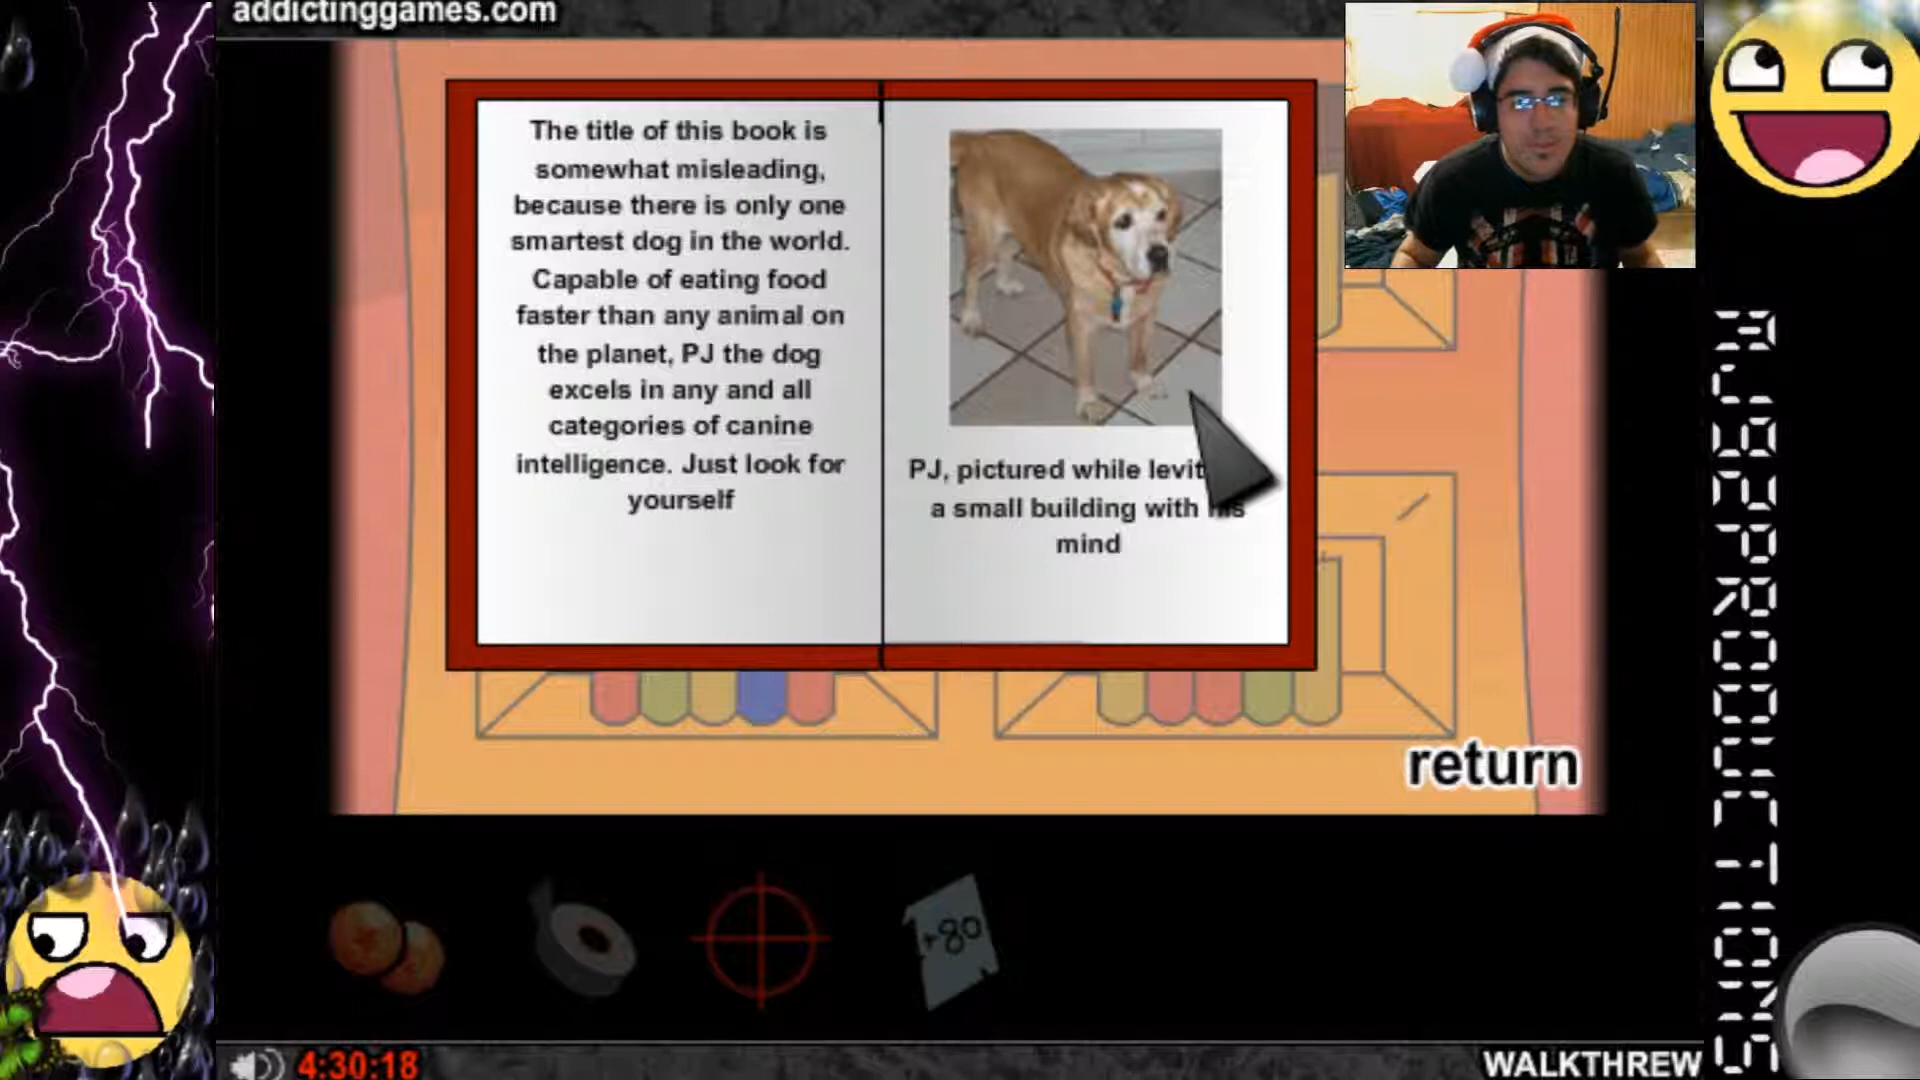 addictinggames.com
The title of this book is
somewhat misleading,
because there is only one
smartest dog in the world.
Capable of eating food
faster than any animal on
the planet, PJ the dog
excels in any and all
categories of canine
intelligence. Just look for
yourself
PJ, pictured while
a small building with his
mind
return
+80
4:30:18
WALKTHREW